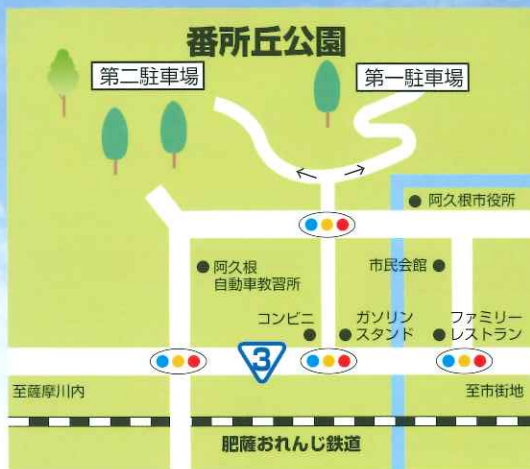 番所丘公園
第二駐車場
第一駐車場
阿久根市役所
阿久根
自動車教習所
市民会館
コンビニ
ガソリン
スタンド
ファミリー
レストラン
3
至薩摩川内
至市街地
肥薩おれんじ鉄道